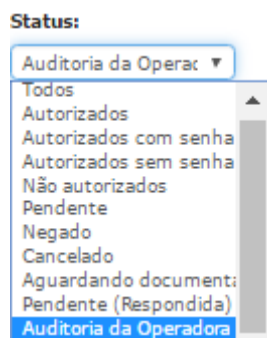 Status:
Auditoria da Operac
Todos
Autorizados
Autorizados com senha
Autorizados sem senha
Não autorizados
Pendente
Negado
Cancelado
Aguardando document
Pendente (Respondida)
Auditoria da Operadora